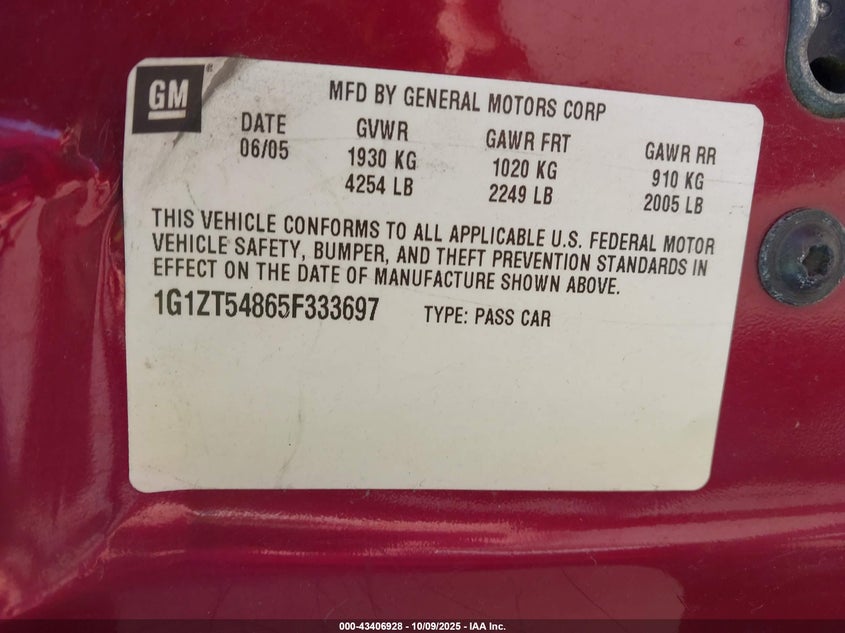 GM
MFD BY GENERAL MOTORS CORP
DATE GVWR GAWR FRT GAWR RR
06/05 1930 KG 1020 KG 910 KG
4254 LB 2249 LB 2005 LB
THIS VEHICLE CONFORMS TO ALL APPLICABLE U.S. FEDERAL MOTOR
VEHICLE SAFETY, BUMPER, AND THEFT PREVENTION STANDARDS IN
EFFECT ON THE DATE OF MANUFACTURE SHOWN ABOVE.
1G1ZT54865F333697 TYPE: PASS CAR
000-43406928 - 10/09/2025 - IAA Inc.